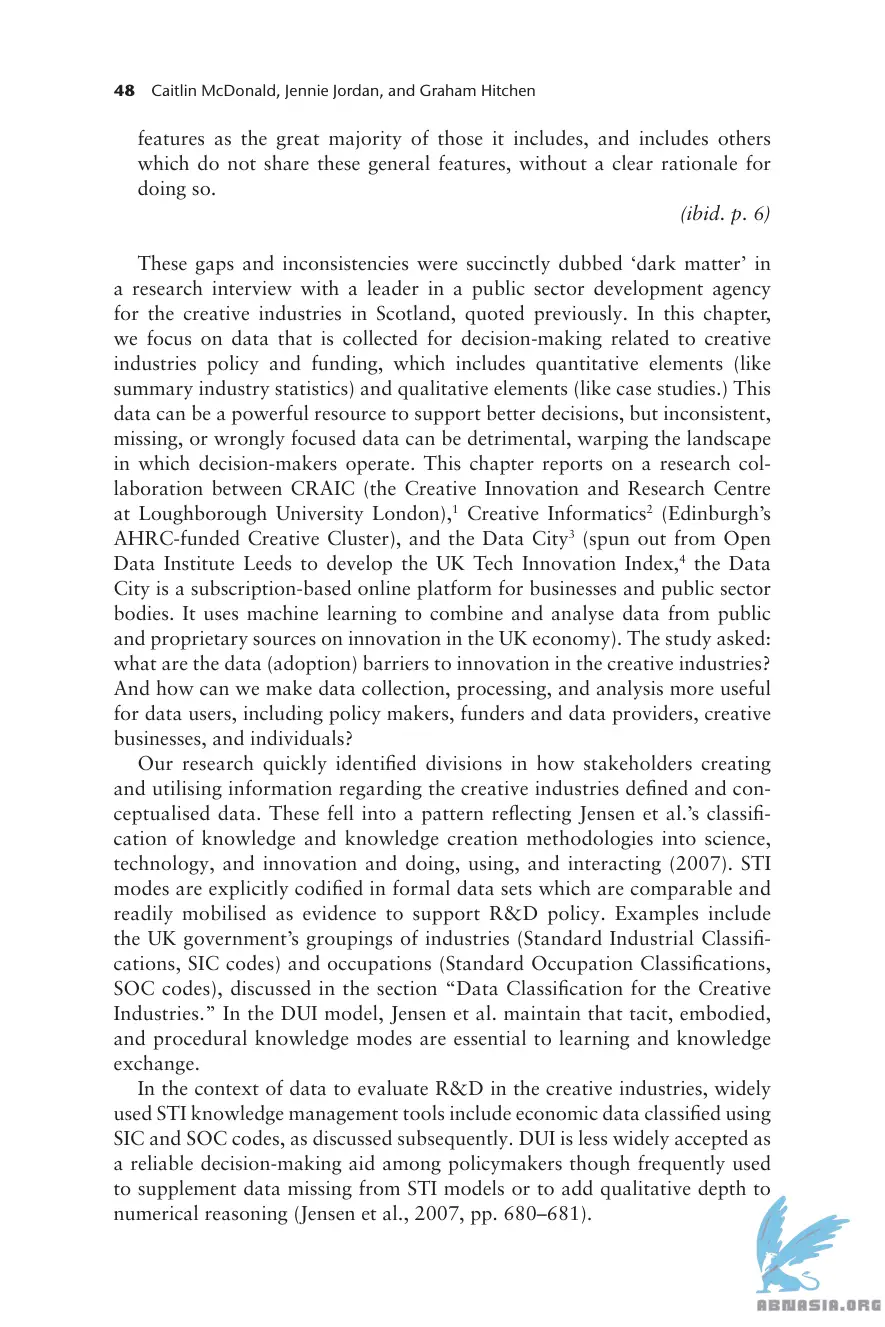 48 Caitlin McDonald, Jennie Jordan, and Graham Hitchen
features as the great majority of those it includes, and includes others
which do not share these general features, without a clear rationale for
doing so.
(ibid. p. 6)
These gaps and inconsistencies were succinctly dubbed ‘dark matter’ in
a research interview with a leader in a public sector development agency
for the creative industries in Scotland, quoted previously. In this chapter,
we focus on data that is collected for decision-making related to creative
industries policy and funding, which includes quantitative elements (like
summary industry statistics) and qualitative elements (like case studies.) This
data can be a powerful resource to support better decisions, but inconsistent,
missing, or wrongly focused data can be detrimental, warping the landscape
in which decision-makers operate. This chapter reports on a research col-
laboration between CRAIC (the Creative Innovation and Research Centre
at Loughborough University London),1 Creative Informatics2 (Edinburgh’s
AHRC-funded Creative Cluster), and the Data City3 (spun out from Open
Data Institute Leeds to develop the UK Tech Innovation Index,4 the Data
City is a subscription-based online platform for businesses and public sector
bodies. It uses machine learning to combine and analyse data from public
and proprietary sources on innovation in the UK economy). The study asked:
what are the data (adoption) barriers to innovation in the creative industries?
And how can we make data collection, processing, and analysis more useful
for data users, including policy makers, funders and data providers, creative
businesses, and individuals?
Our research quickly identified divisions in how stakeholders creating
and utilising information regarding the creative industries defined and con-
ceptualised data. These fell into a pattern reflecting Jensen et al.’s classifi-
cation of knowledge and knowledge creation methodologies into science,
technology, and innovation and doing, using, and interacting (2007). STI
modes are explicitly codified in formal data sets which are comparable and
readily mobilised as evidence to support R&D policy. Examples include
the UK government’s groupings of industries (Standard Industrial Classifi-
cations, SIC codes) and occupations (Standard Occupation Classifications,
SOC codes), discussed in the section “Data Classification for the Creative
Industries.” In the DUI model, Jensen et al. maintain that tacit, embodied,
and procedural knowledge modes are essential to learning and knowledge
exchange.
In the context of data to evaluate R&D in the creative industries, widely
used STI knowledge management tools include economic data classified using
SIC and SOC codes, as discussed subsequently. DUI is less widely accepted as
a reliable decision-making aid among policymakers though frequently used
to supplement data missing from STI models or to add qualitative depth to
numerical reasoning (Jensen et al., 2007, pp. 680–681).
ABNASIA.ORG